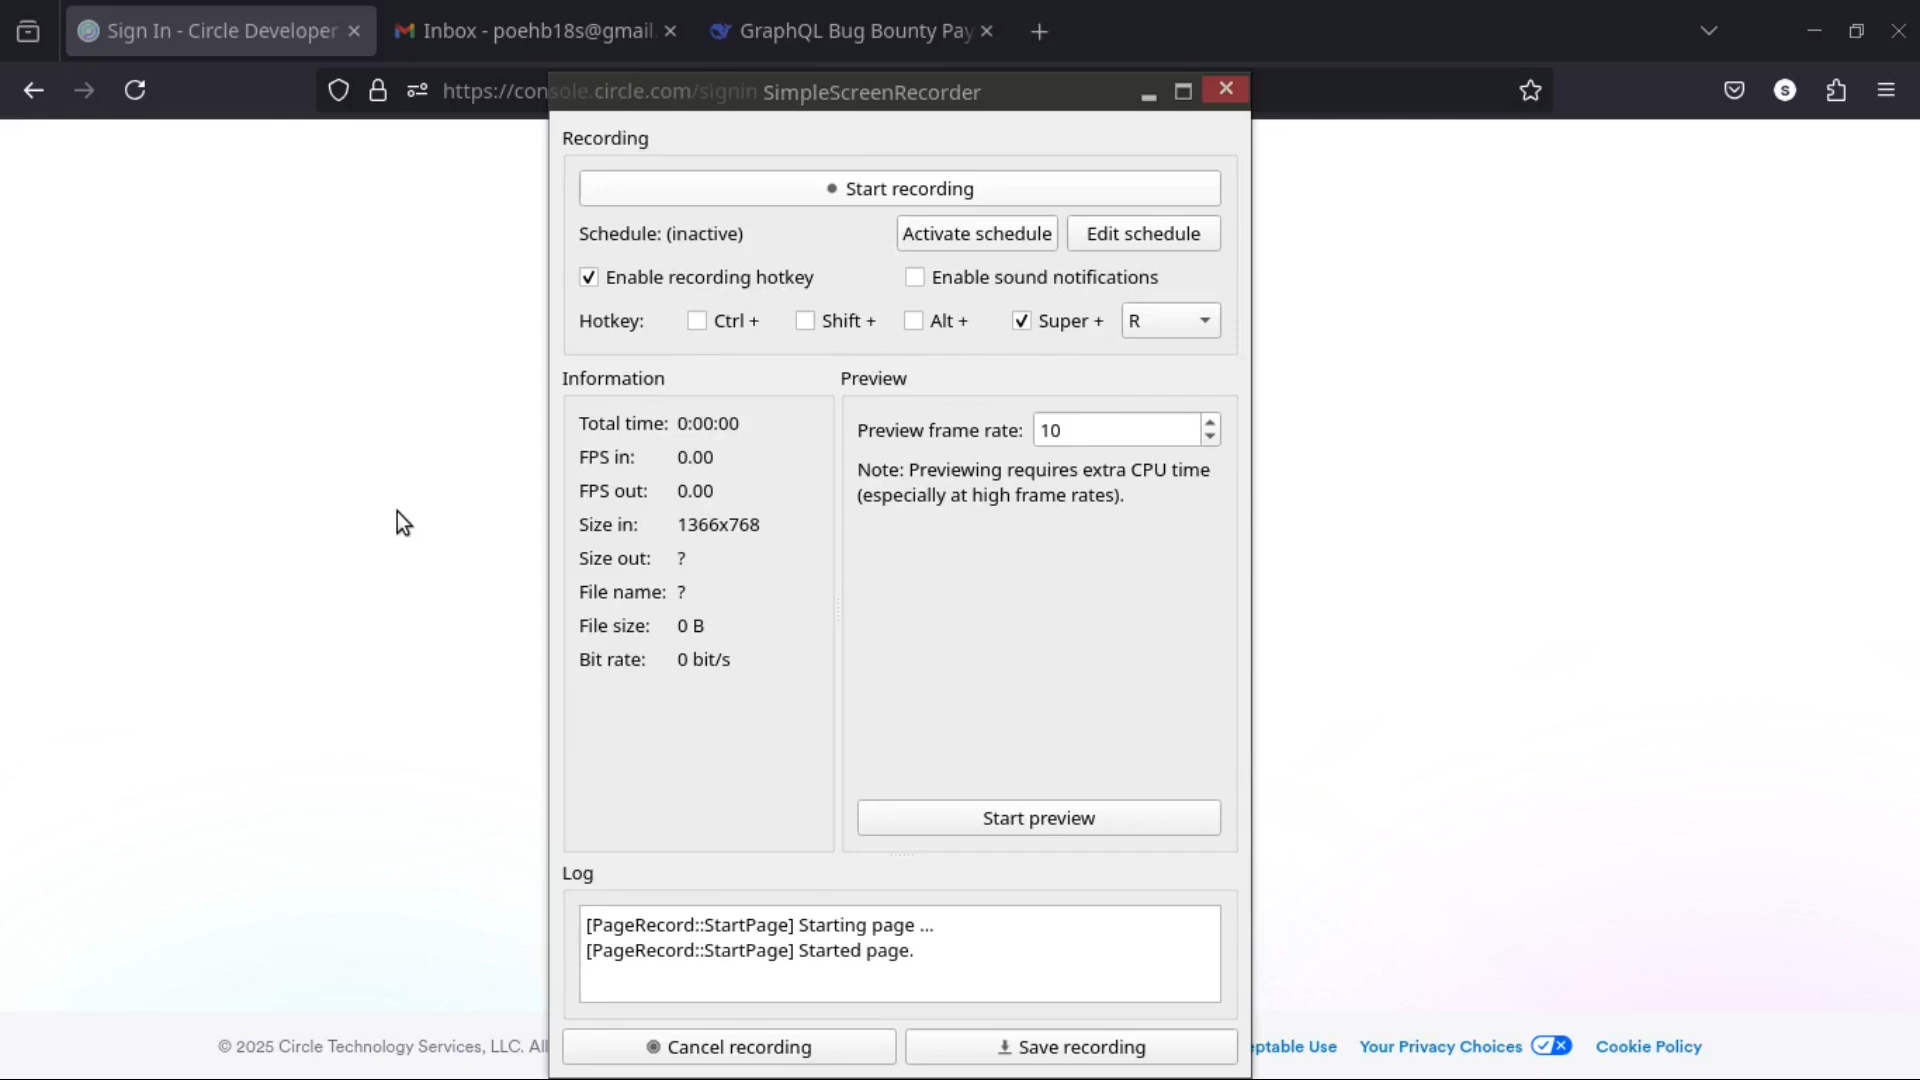 Sign In - Circle Developer
Inbox - poehb18s@gmail.
GraphQL Bug Bounty Pay
https://console.circle.com/signin
SimpleScreenRecorder
S
Recording
Start recording
Schedule: (inactive)
Activate schedule
Edit schedule
Enable recording hotkey
Enable sound notifications
Hotkey:
Ctrl +
Shift +
Alt +
Super +
R
Information
Preview
Total time: 0:00:00
FPS in: 0.00
FPS out: 0.00
Size in: 1366x768
Size out: ?
File name: ?
File size: 0 B
Bit rate: 0 bit/s
Preview frame rate: 10
Note: Previewing requires extra CPU time
(especially at high frame rates).
Start preview
Log
[PageRecord::StartPage] Starting page ...
[PageRecord::StartPage] Started page.
Cancel recording
Save recording
© 2025 Circle Technology Services, LLC. All
eptable Use
Your Privacy Choices
Cookie Policy